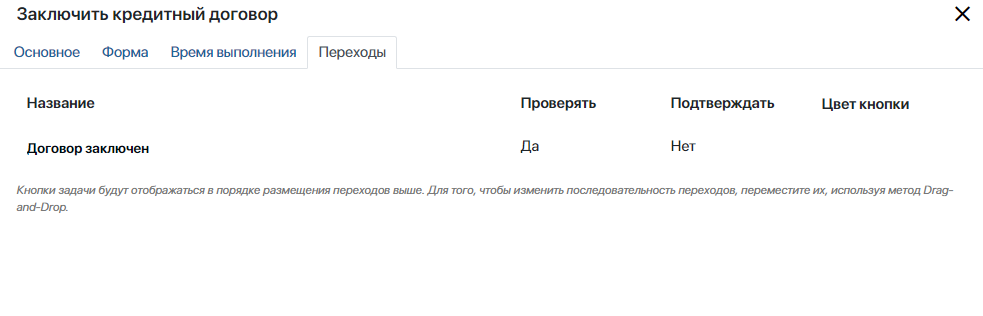 Заключить кредитный договор
Основное Форма Время выполнения Переходы
Название Проверять Подтверждать Цвет кнопки
Договор заключен Да Нет
Кнопки задачи будут отображаться в порядке размещения переходов выше. Для того, чтобы изменить последовательность переходов, переместите их, используя метод Drag-
and-Drop.